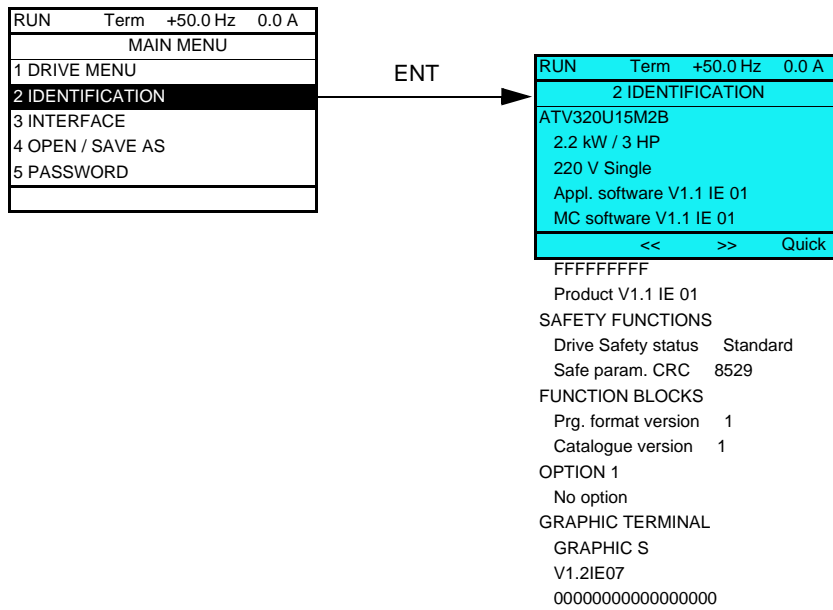 RUN Term +50.0 Hz 0.0 A
MAIN MENU
1 DRIVE MENU
2 IDENTIFICATION
3 INTERFACE
4 OPEN / SAVE AS
5 PASSWORD
ENT
RUN Term +50.0 Hz 0.0 A
2 IDENTIFICATION
ATV320U15M2B
2.2 kW / 3 HP
220 V Single
Appl. software V1.1 IE 01
MC software V1.1 IE 01
<< >> Quick
FFFFFFFFF
Product V1.1 IE 01
SAFETY FUNCTIONS
Drive Safety status Standard
Safe param. CRC 8529
FUNCTION BLOCKS
Prg. format version 1
Catalogue version 1
OPTION 1
No option
GRAPHIC TERMINAL
GRAPHIC S
V1.2IE07
00000000000000000